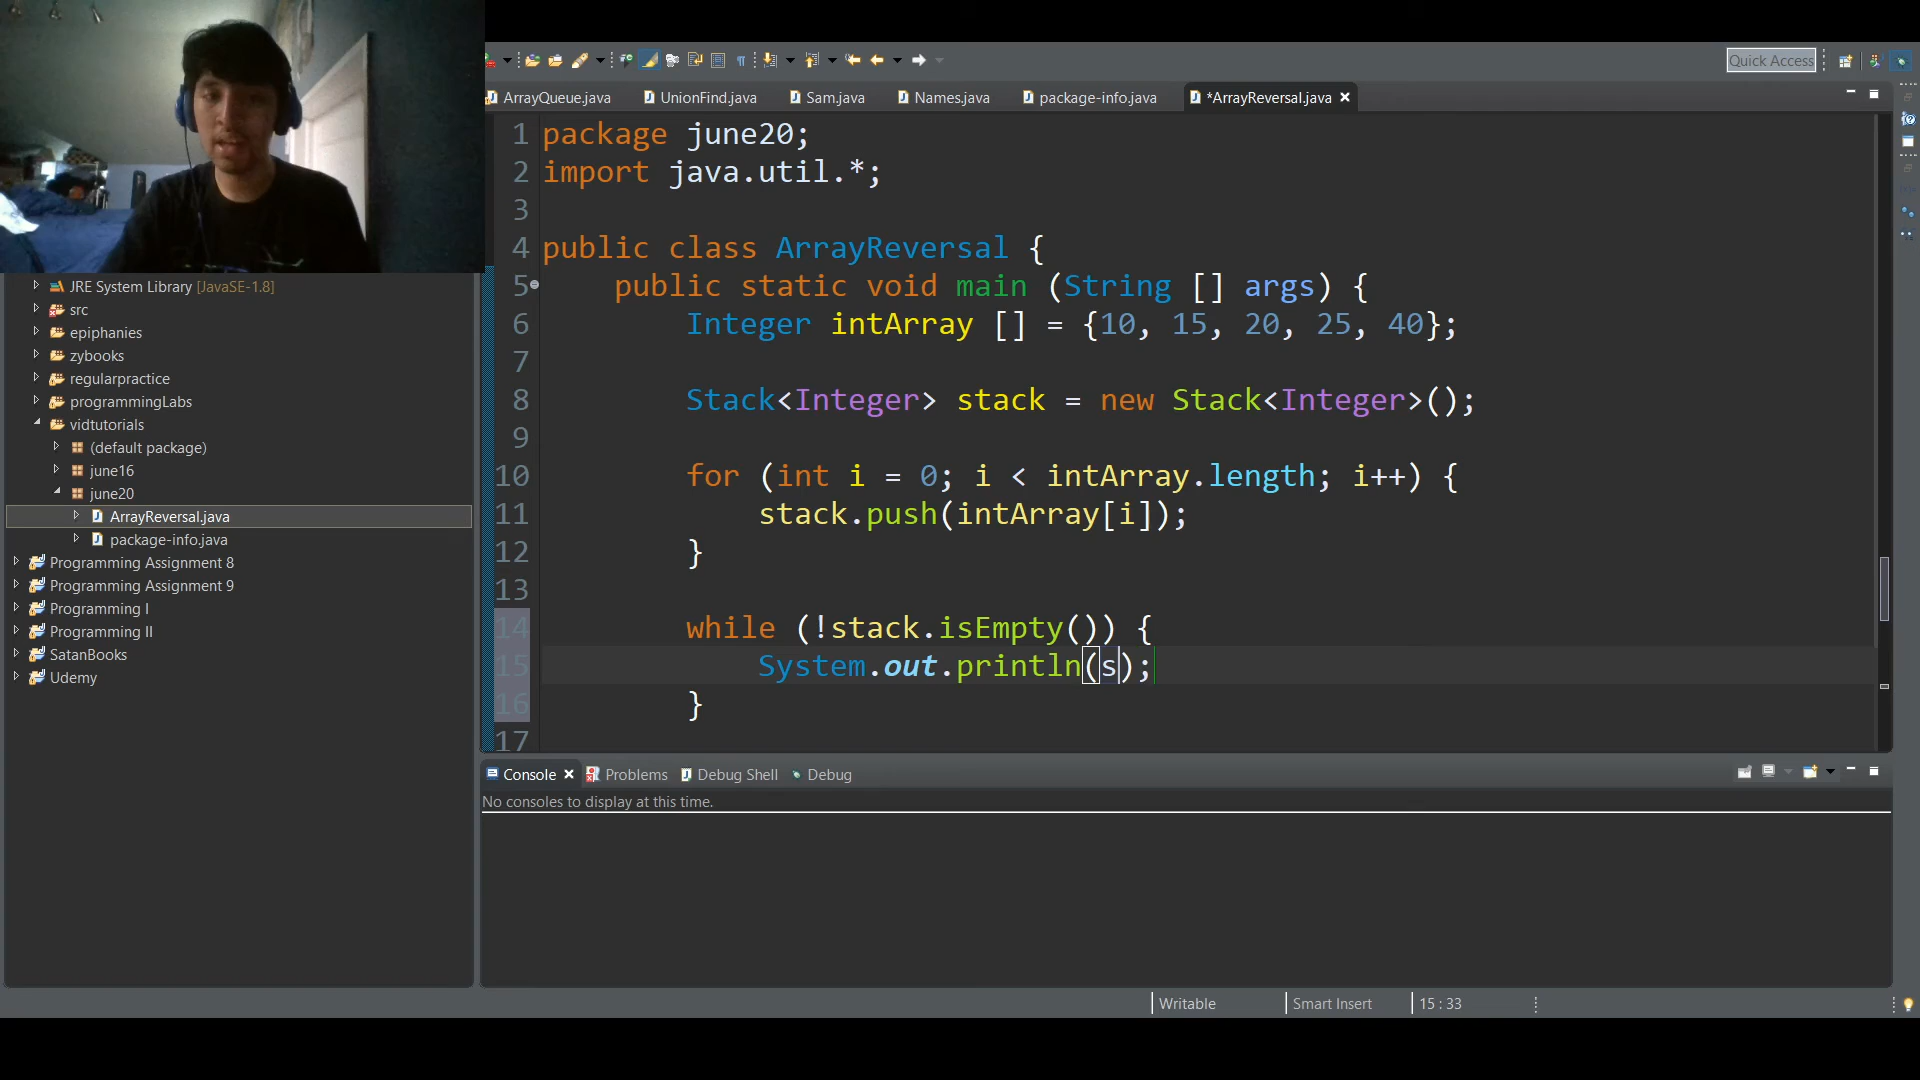 Quick Access
ArrayQueue.java
UnionFind.java
Sam.java
Names.java
package-info.java
*ArrayReversal.java
JRE System Library [JavaSE-1.8]
src
epiphanies
zybooks
regularpractice
programmingLabs
vidtutorials
(default package)
june16
june20
ArrayReversal.java
package-info.java
Programming Assignment 8
Programming Assignment 9
Programming I
Programming II
SatanBooks
Udemy
1 package june20;
2 import java.util.*;
3
4 public class ArrayReversal {
5 public static void main (String [] args) {
6 Integer intArray [] = {10, 15, 20, 25, 40};
7
8 Stack<Integer> stack = new Stack<Integer>();
9
10 for (int i = 0; i < intArray.length; i++) {
11 stack.push(intArray[i]);
12 }
13
14 while (!stack.isEmpty()) {
15 System.out.println(s);
16 }
17
Console
Problems
Debug Shell
Debug
No consoles to display at this time.
Writable
Smart Insert
15 : 33